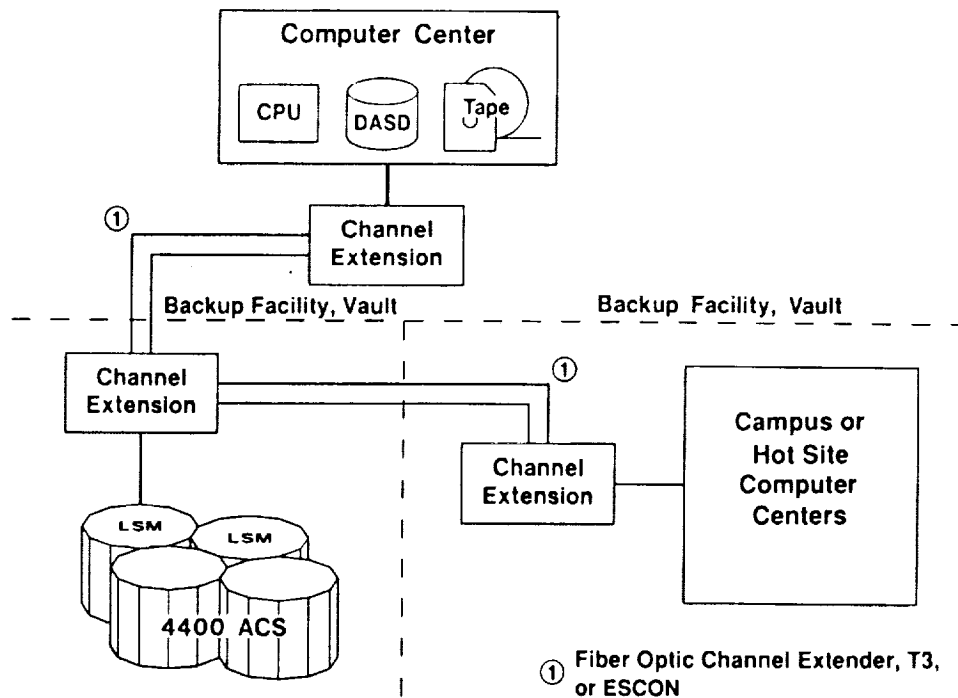 Computer Center
CPU
DASD
Tape
①
Channel
Extension
Backup Facility, Vault
Backup Facility, Vault
Channel
Extension
①
Channel
Extension
Campus or
Hot Site
Computer
Centers
LSM
LSM
4400 ACS
① Fiber Optic Channel Extender, T3,
or ESCON